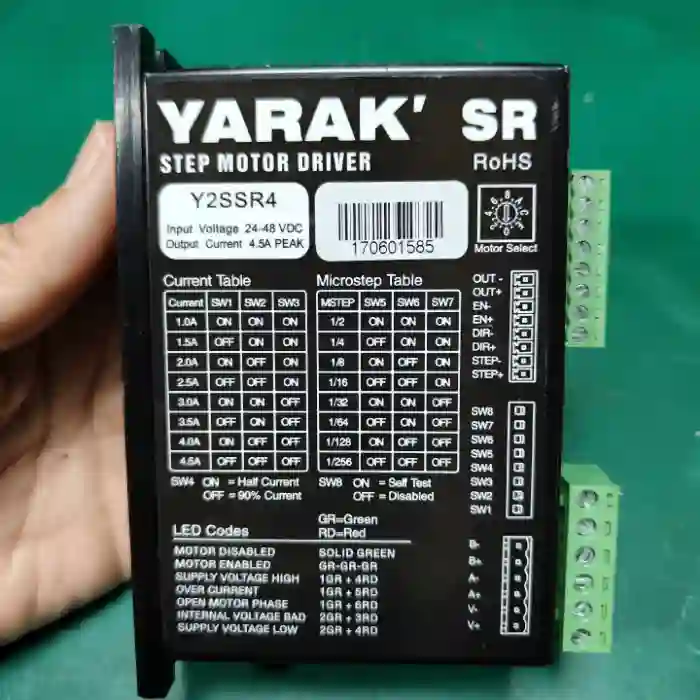 YARAK' SR
STEP MOTOR DRIVER
RoHS
Y2SSR4
Input Voltage 24-48 VDC
Output Current 4.5A PEAK
170601585
Motor Select
Current Table
Current SW1 SW2 SW3
1.0A ON ON ON
1.5A OFF ON ON
2.0A ON OFF ON
2.5A OFF OFF ON
3.0A ON ON OFF
3.5A OFF ON OFF
4.0A ON OFF OFF
4.5A OFF OFF OFF
SW4 ON = Half Current
OFF = 90% Current
Microstep Table
MSTEP SW5 SW6 SW7
1/2 ON ON ON
1/4 OFF ON ON
1/8 ON OFF ON
1/16 OFF OFF ON
1/32 ON ON OFF
1/64 OFF ON OFF
1/128 ON OFF OFF
1/256 OFF OFF OFF
SW8 ON = Self Test
OFF = Disabled
OUT -
OUT+
EN-
EN+
DIR-
DIR+
STEP-
STEP+
SW8
SW7
SW6
SW5
SW4
SW3
SW2
SW1
GR=Green
LED Codes RD=Red
MOTOR DISABLED SOLID GREEN
MOTOR ENABLED GR-GR-GR
SUPPLY VOLTAGE HIGH 1GR + 4RD
OVER CURRENT 1GR + 5RD
OPEN MOTOR PHASE 1GR + 6RD
INTERNAL VOLTAGE BAD 2GR + 3RD
SUPPLY VOLTAGE LOW 2GR + 4RD
B-
B+
A-
A+
V-
V+